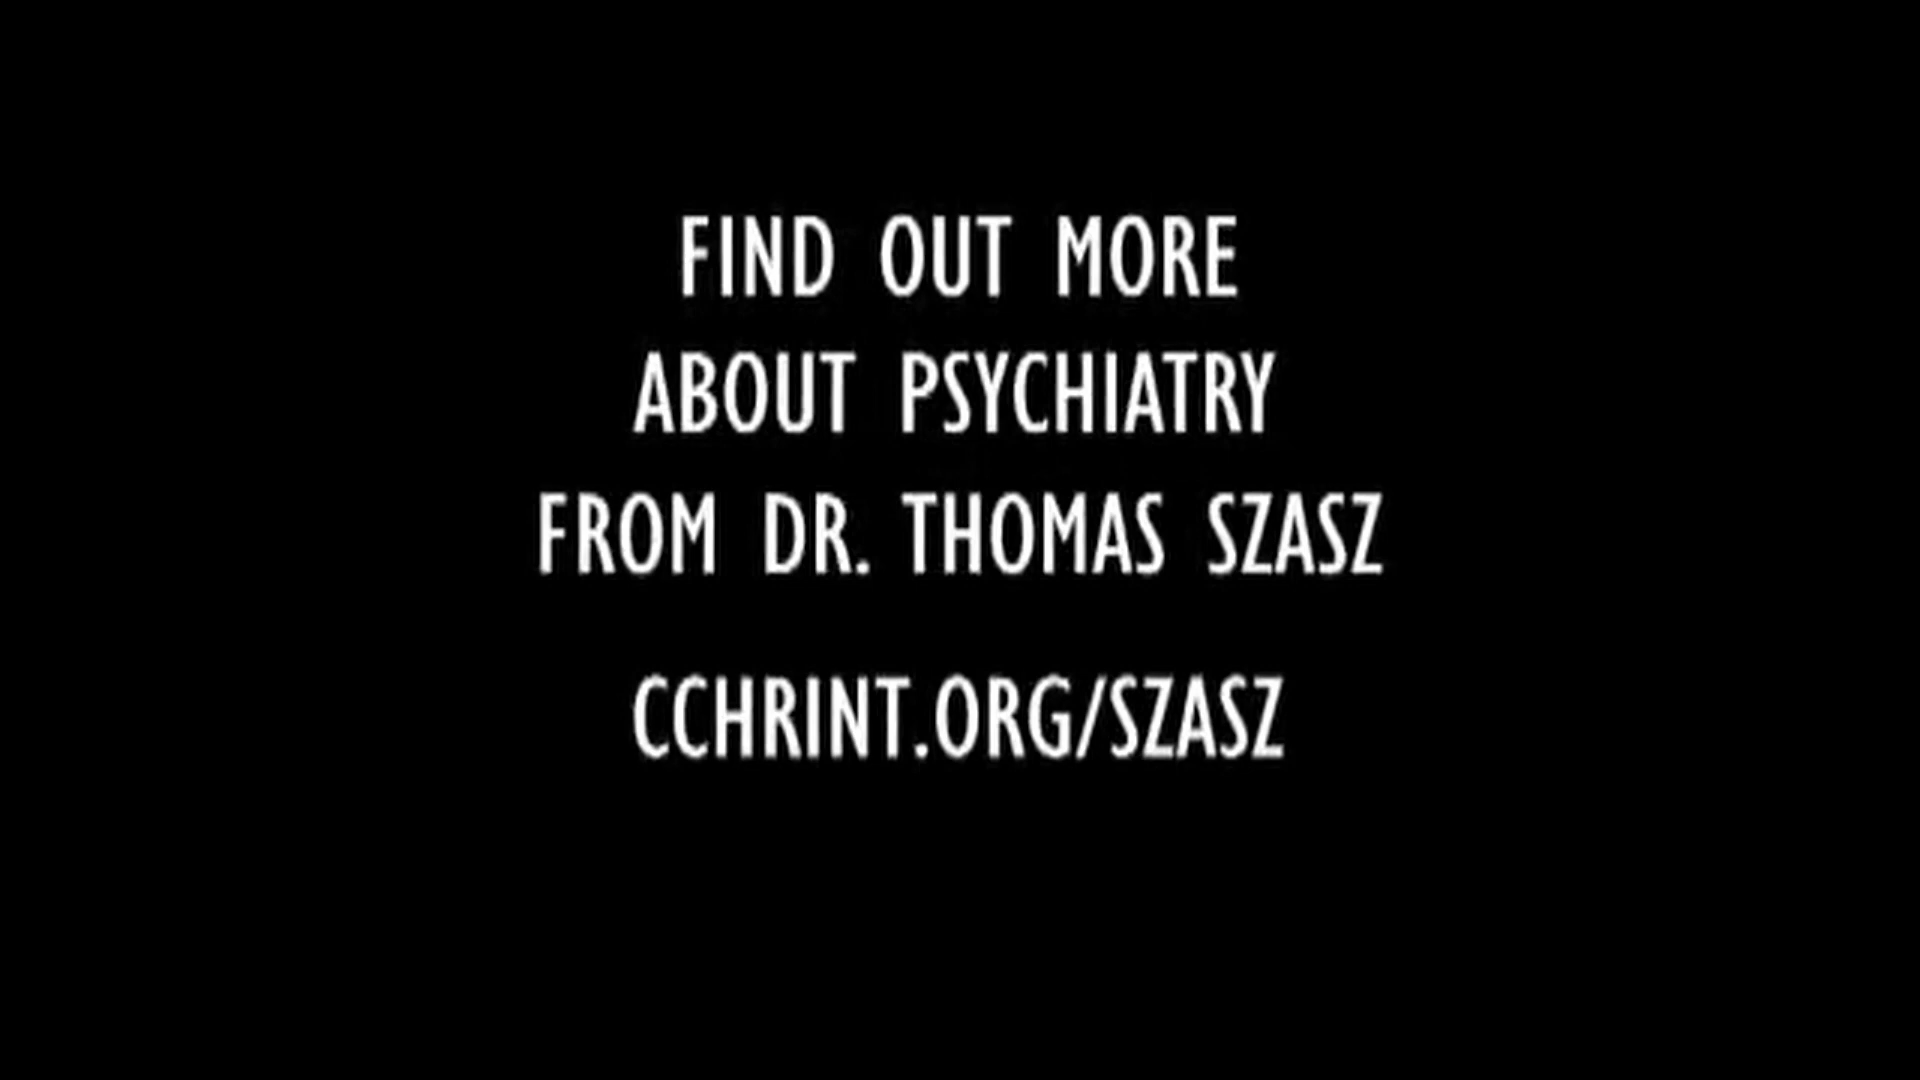 FIND OUT MORE
ABOUT PSYCHIATRY
FROM DR. THOMAS SZASZ
CCHRINT.ORG/SZASZ